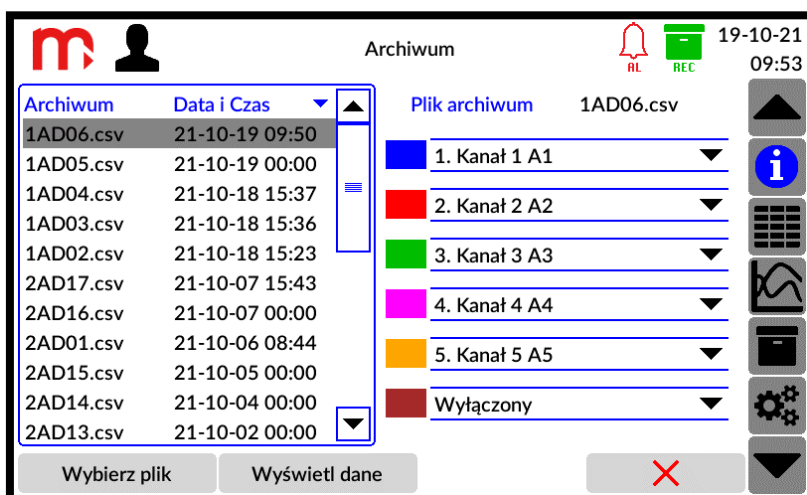 Archiwum
AL
REC
19-10-21
09:53
Archiwum Data i Czas
1AD06.csv 21-10-19 09:50
1AD05.csv 21-10-19 00:00
1AD04.csv 21-10-18 15:37
1AD03.csv 21-10-18 15:36
1AD02.csv 21-10-18 15:23
2AD17.csv 21-10-07 15:43
2AD16.csv 21-10-07 00:00
2AD01.csv 21-10-06 08:44
2AD15.csv 21-10-05 00:00
2AD14.csv 21-10-04 00:00
2AD13.csv 21-10-02 00:00
Plik archiwum 1AD06.csv
1. Kanał 1 A1
2. Kanał 2 A2
3. Kanał 3 A3
4. Kanał 4 A4
5. Kanał 5 A5
Wyłączony
Wybierz plik
Wyświetl dane